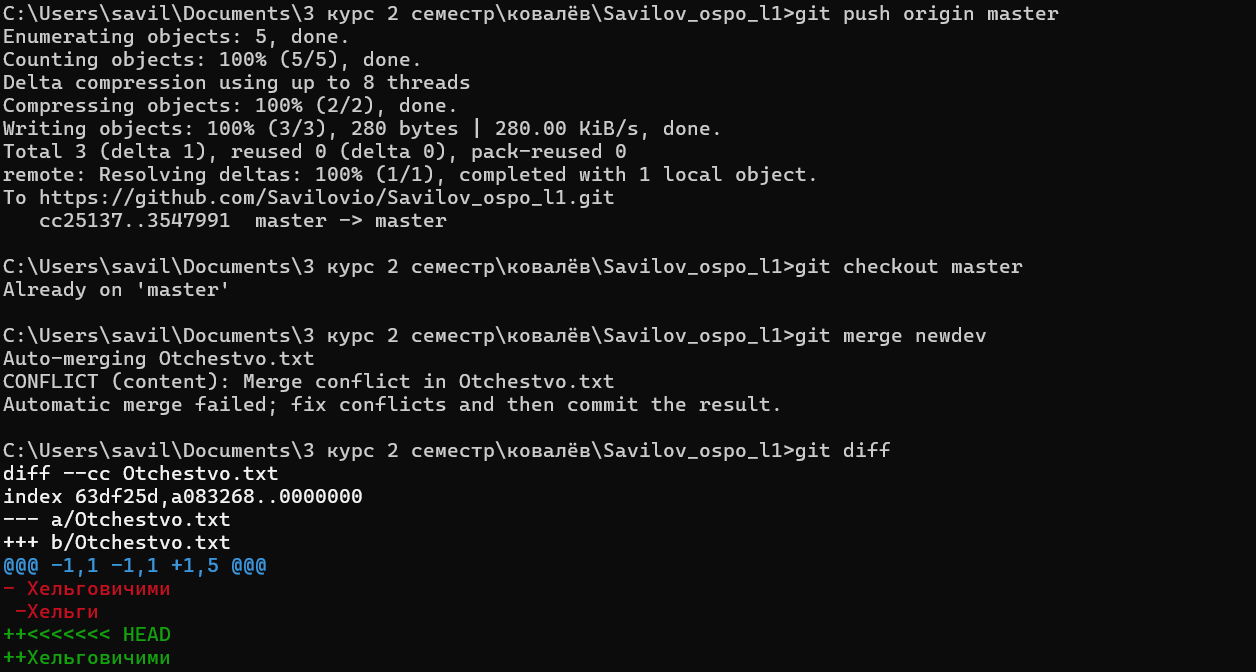 C:\Users\savil\Documents\3 курс 2 семестр\ковалёв\Savilov_ospo_l1>git push origin master
Enumerating objects: 5, done.
Counting objects: 100% (5/5), done.
Delta compression using up to 8 threads
Compressing objects: 100% (2/2), done.
Writing objects: 100% (3/3), 280 bytes | 280.00 KiB/s, done.
Total 3 (delta 1), reused 0 (delta 0), pack-reused 0
remote: Resolving deltas: 100% (1/1), completed with 1 local object.
To https://github.com/Savilovio/Savilov_ospo_l1.git
   cc25137..3547991  master -> master
C:\Users\savil\Documents\3 курс 2 семестр\ковалёв\Savilov_ospo_l1>git checkout master
Already on 'master'
C:\Users\savil\Documents\3 курс 2 семестр\ковалёв\Savilov_ospo_l1>git merge newdev
Auto-merging Otchestvo.txt
CONFLICT (content): Merge conflict in Otchestvo.txt
Automatic merge failed; fix conflicts and then commit the result.
C:\Users\savil\Documents\3 курс 2 семестр\ковалёв\Savilov_ospo_l1>git diff
diff --cc Otchestvo.txt
index 63df25d,a083268..0000000
--- a/Otchestvo.txt
+++ b/Otchestvo.txt
@@@ -1,1 -1,1 +1,5 @@@
- Хельговичими
 -Хельги
++<<<<<<< HEAD
++Хельговичими